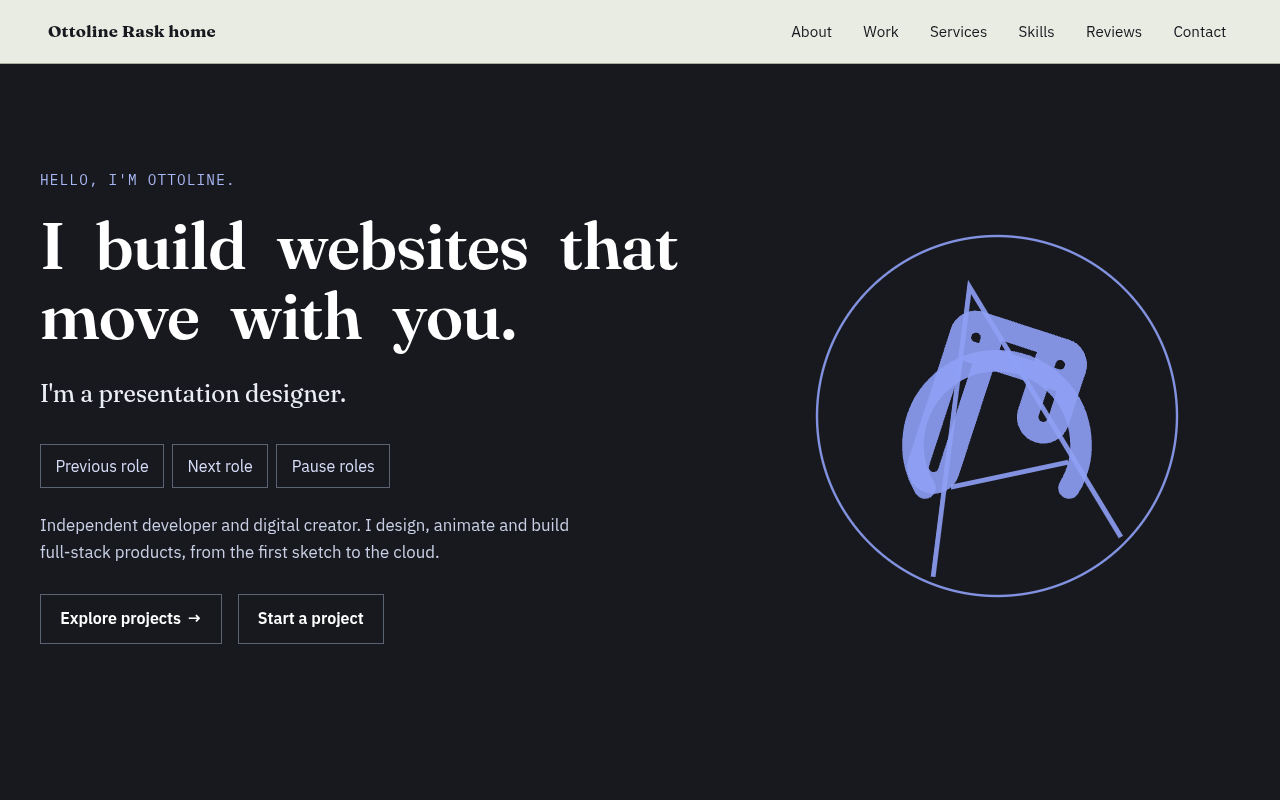 Ottoline Rask home
About Work Services Skills Reviews Contact
HELLO, I'M OTTOLINE.
I build websites that
move with you.
I'm a presentation designer.
Previous role Next role Pause roles
Independent developer and digital creator. I design, animate and build
full-stack products, from the first sketch to the cloud.
Explore projects → Start a project